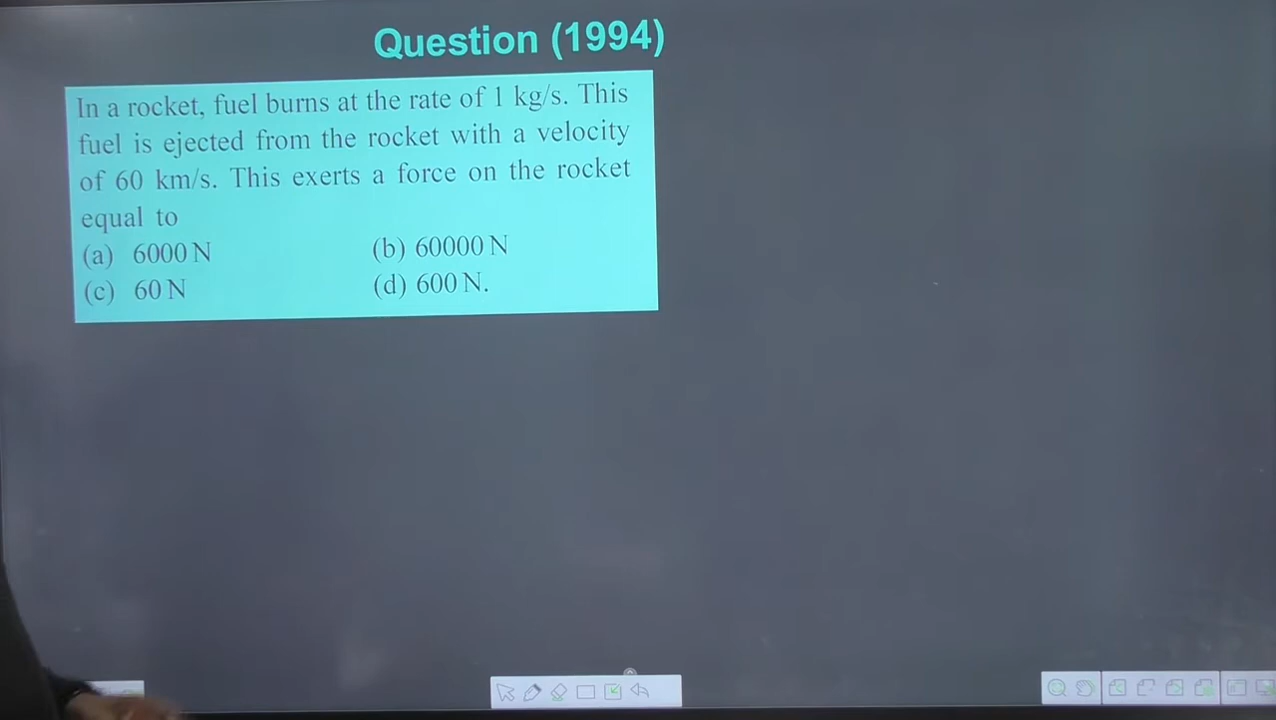 Question (1994)
In a rocket, fuel burns at the rate of 1 kg/s. This
fuel is ejected from the rocket with a velocity
of 60 km/s. This exerts a force on the rocket
equal to
(a) 6000 N (b) 60000 N
(c) 60 N (d) 600 N.